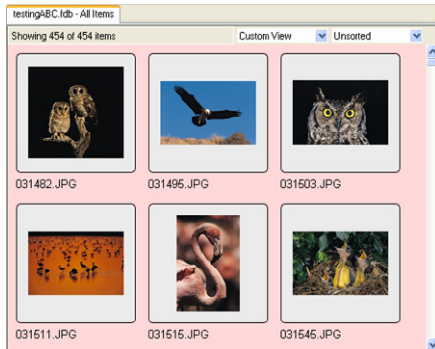 testingABC.fdb - All Items
Showing 454 of 454 items
Custom View
Unsorted
031482.JPG
031495.JPG
031503.JPG
031511.JPG
031515.JPG
031545.JPG